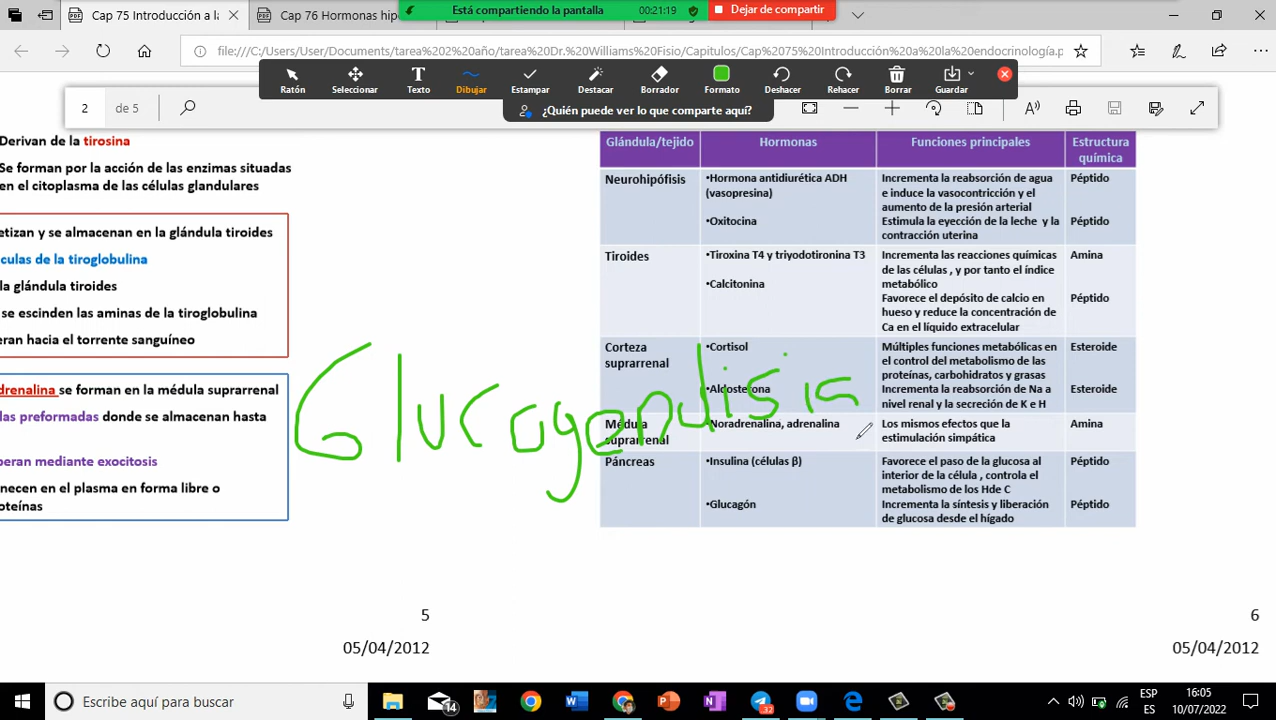 Cap 75 Introducción a la
Cap 76 Hormonas hip
Está compartiendo la pantalla
00:21:19
Dejar de compartir
file:///C:/Users/User/Documents/tarea%202%20año/tarea%20Dr.%20Williams%20Fisio/Capitulos/Cap%2075%20Introducción%20a%20la%20endocrinología.p
Ratón
Seleccionar
Texto
Dibujar
Estampar
Destacar
Borrador
Formato
Deshacer
Rehacer
Borrar
Guardar
2 de 5
¿Quién puede ver lo que comparte aquí?
Derivan de la tirosina
Se forman por la acción de las enzimas situadas
en el citoplasma de las células glandulares
etizan y se almacenan en la glándula tiroides
culas de la tiroglobulina
la glándula tiroides
se escinden las aminas de la tiroglobulina
eran hacia el torrente sanguíneo
drenalina se forman en la médula suprarrenal
las preformadas donde se almacenan hasta
peran mediante exocitosis
necen en el plasma en forma libre o
oteínas
5
05/04/2012
Glándula/tejido Hormonas Funciones principales Estructura
química
Neurohipófisis •Hormona antidiurética ADH Incrementa la reabsorción de agua Péptido
(vasopresina) e induce la vasocontricción y el
aumento de la presión arterial
•Oxitocina Estimula la eyección de la leche y la Péptido
contracción uterina
Tiroides •Tiroxina T4 y triyodotironina T3 Incrementa las reacciones químicas Amina
de las células , y por tanto el índice
•Calcitonina metabólico
Favorece el depósito de calcio en Péptido
hueso y reduce la concentración de
Ca en el líquido extracelular
Corteza •Cortisol Múltiples funciones metabólicas en Esteroide
suprarrenal el control del metabolismo de las
proteínas, carbohidratos y grasas
•Aldosterona Incrementa la reabsorción de Na a Esteroide
nivel renal y la secreción de K e H
Médula •Noradrenalina, adrenalina Los mismos efectos que la Amina
suprarrenal estimulación simpática
Páncreas •Insulina (células β) Favorece el paso de la glucosa al Péptido
interior de la célula , controla el
metabolismo de los Hde C
•Glucagón Incrementa la síntesis y liberación Péptido
de glucosa desde el hígado
6
05/04/2012
Escribe aquí para buscar
14
32
ESP
ES
16:05
10/07/2022